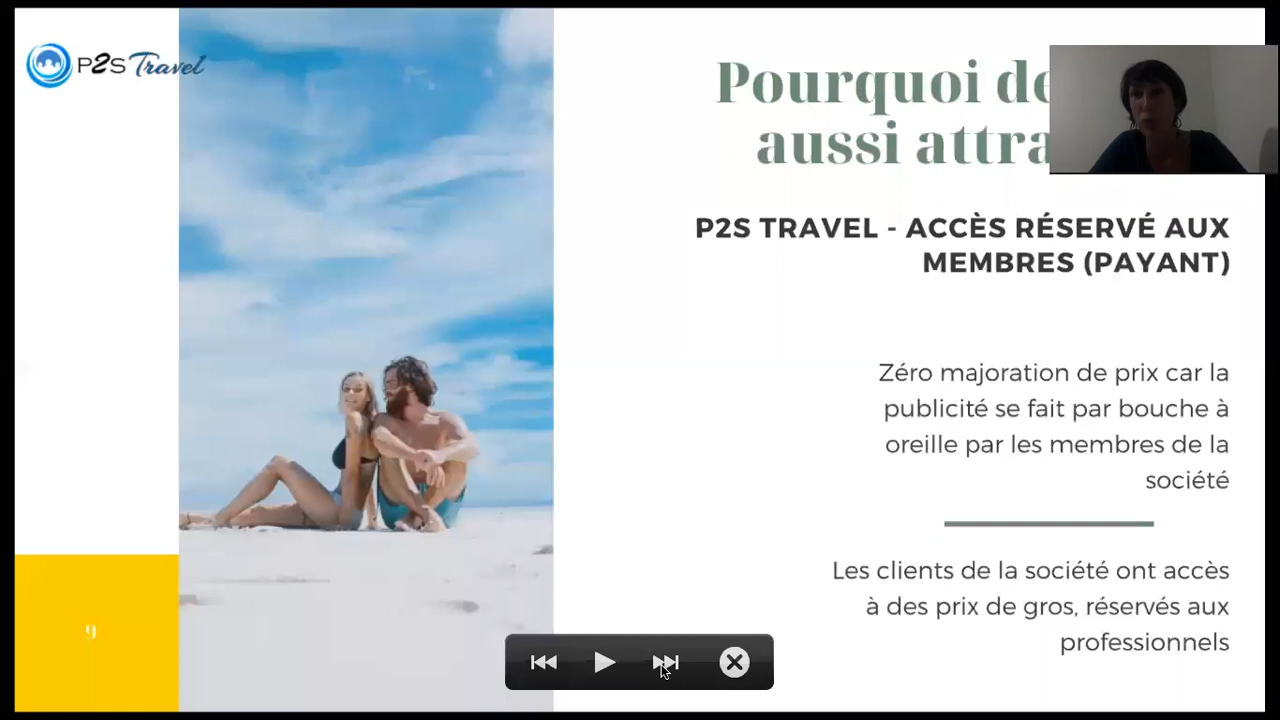 P2S Travel
Pourquoi
aussi
P2S TRAVEL - ACCÈS RÉSERVÉ AUX
MEMBRES (PAYANT)
Zéro majoration de prix car la
publicité se fait par bouche à
oreille par les membres de la
société
Les clients de la société ont accès
à des prix de gros, réservés aux
professionnels
9